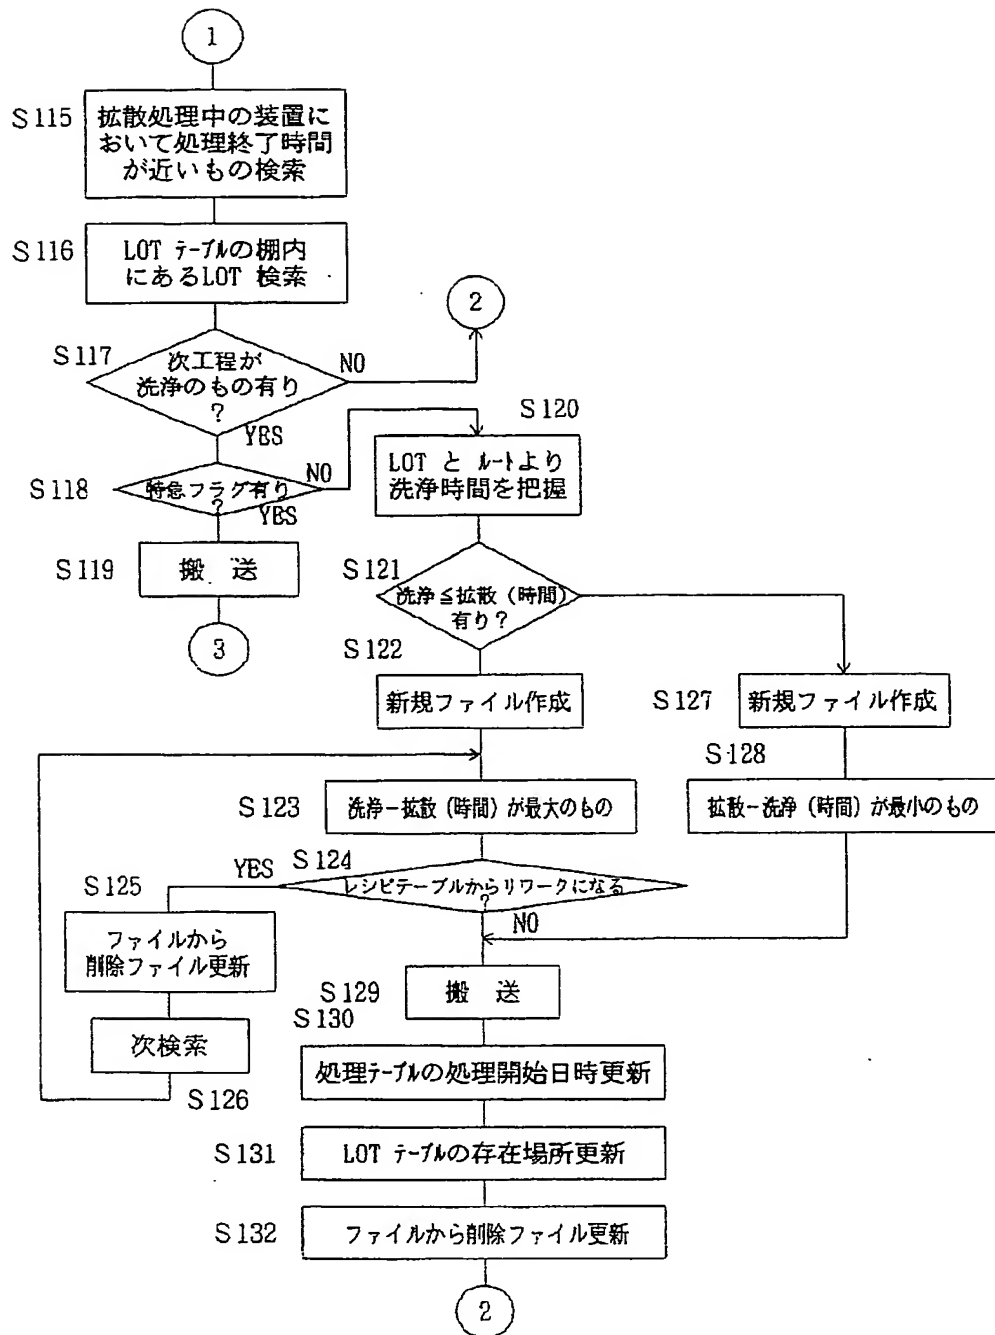 1
S115
拡散処理中の装置に
おいて処理終了時間
が近いもの検索
S116
LOT テーブルの棚内
にあるLOT 検索
2
S117
次工程が
洗浄のもの有り
?
NO
YES
S118
特急フラグ有り
?
NO
YES
S119
搬 送
3
S120
LOT と ルートより
洗浄時間を把握
S121
洗浄≦拡散(時間)
有り?
S122
新規ファイル作成
S127
新規ファイル作成
S128
拡散-洗浄(時間)が最小のもの
S123
洗浄-拡散(時間)が最大のもの
S124
レシピテーブルからリワークになる
?
YES
NO
S125
ファイルから
削除ファイル更新
次検索
S126
S129
搬 送
S130
処理テーブルの処理開始日時更新
S131
LOT テーブルの存在場所更新
S132
ファイルから削除ファイル更新
2